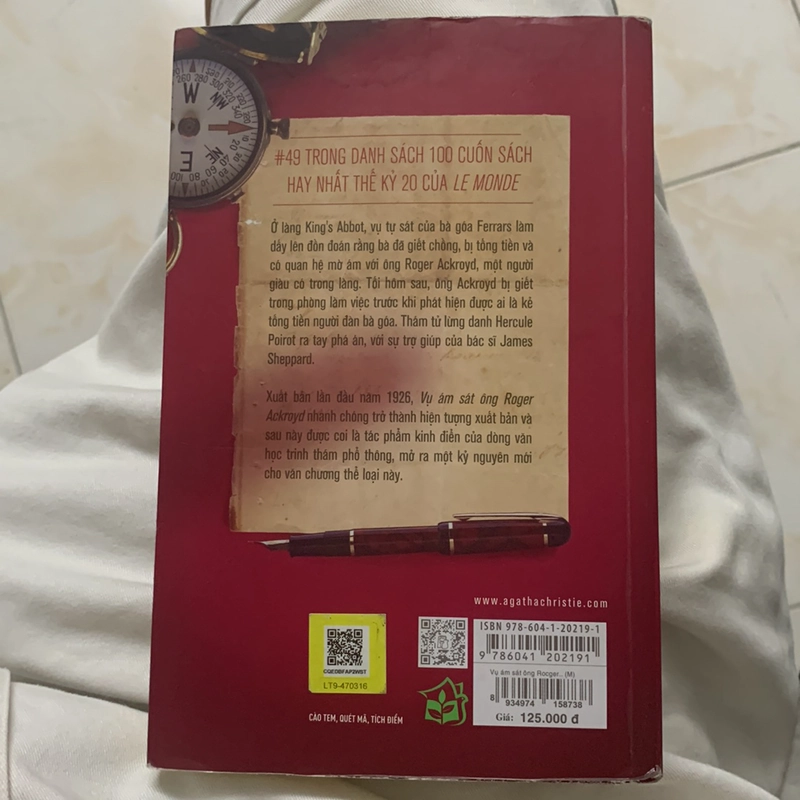 W
NW
N
NE
E
#49 TRONG DANH SÁCH 100 CUỐN SÁCH
HAY NHẤT THẾ KỶ 20 CỦA LE MONDE
Ở làng King's Abbot, vụ tự sát của bà góa Ferrars làm
dấy lên đồn đoán rằng bà đã giết chồng, bị tống tiền và
có quan hệ mờ ám với ông Roger Ackroyd, một người
giàu có trong làng. Tối hôm sau, ông Ackroyd bị giết
trong phòng làm việc trước khi phát hiện được ai là kẻ
tống tiền người đàn bà góa. Thám tử lừng danh Hercule
Poirot ra tay phá án, với sự trợ giúp của bác sĩ James
Sheppard.
Xuất bản lần đầu năm 1926, Vụ ám sát ông Roger
Ackroyd nhanh chóng trở thành hiện tượng xuất bản và
sau này được coi là tác phẩm kinh điển của dòng văn
học trinh thám phổ thông, mở ra một kỷ nguyên mới
cho văn chương thể loại này.
www.agathachristie.com
ISBN 978-604-1-20219-1
9 786041 202191
Vụ ám sát ông Rooger.. (M)
8 934974 158738
Giá: 125.000 đ
CQEDBFAP2WST
LT9-470316
CÀO TEM, QUÉT MÃ, TÍCH ĐIỂM